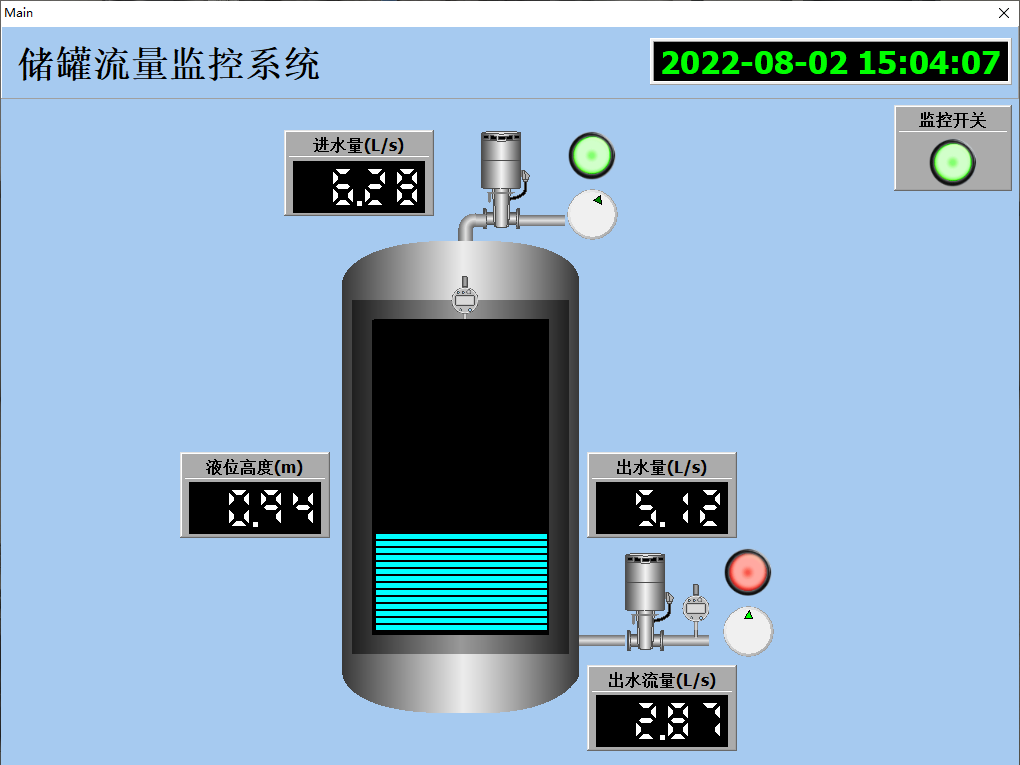 Main
储罐流量监控系统
2022-08-02 15:04:07
监控开关
进水量(L/s)
6.28
液位高度(m)
0.94
出水量(L/s)
5.12
出水流量(L/s)
2.87